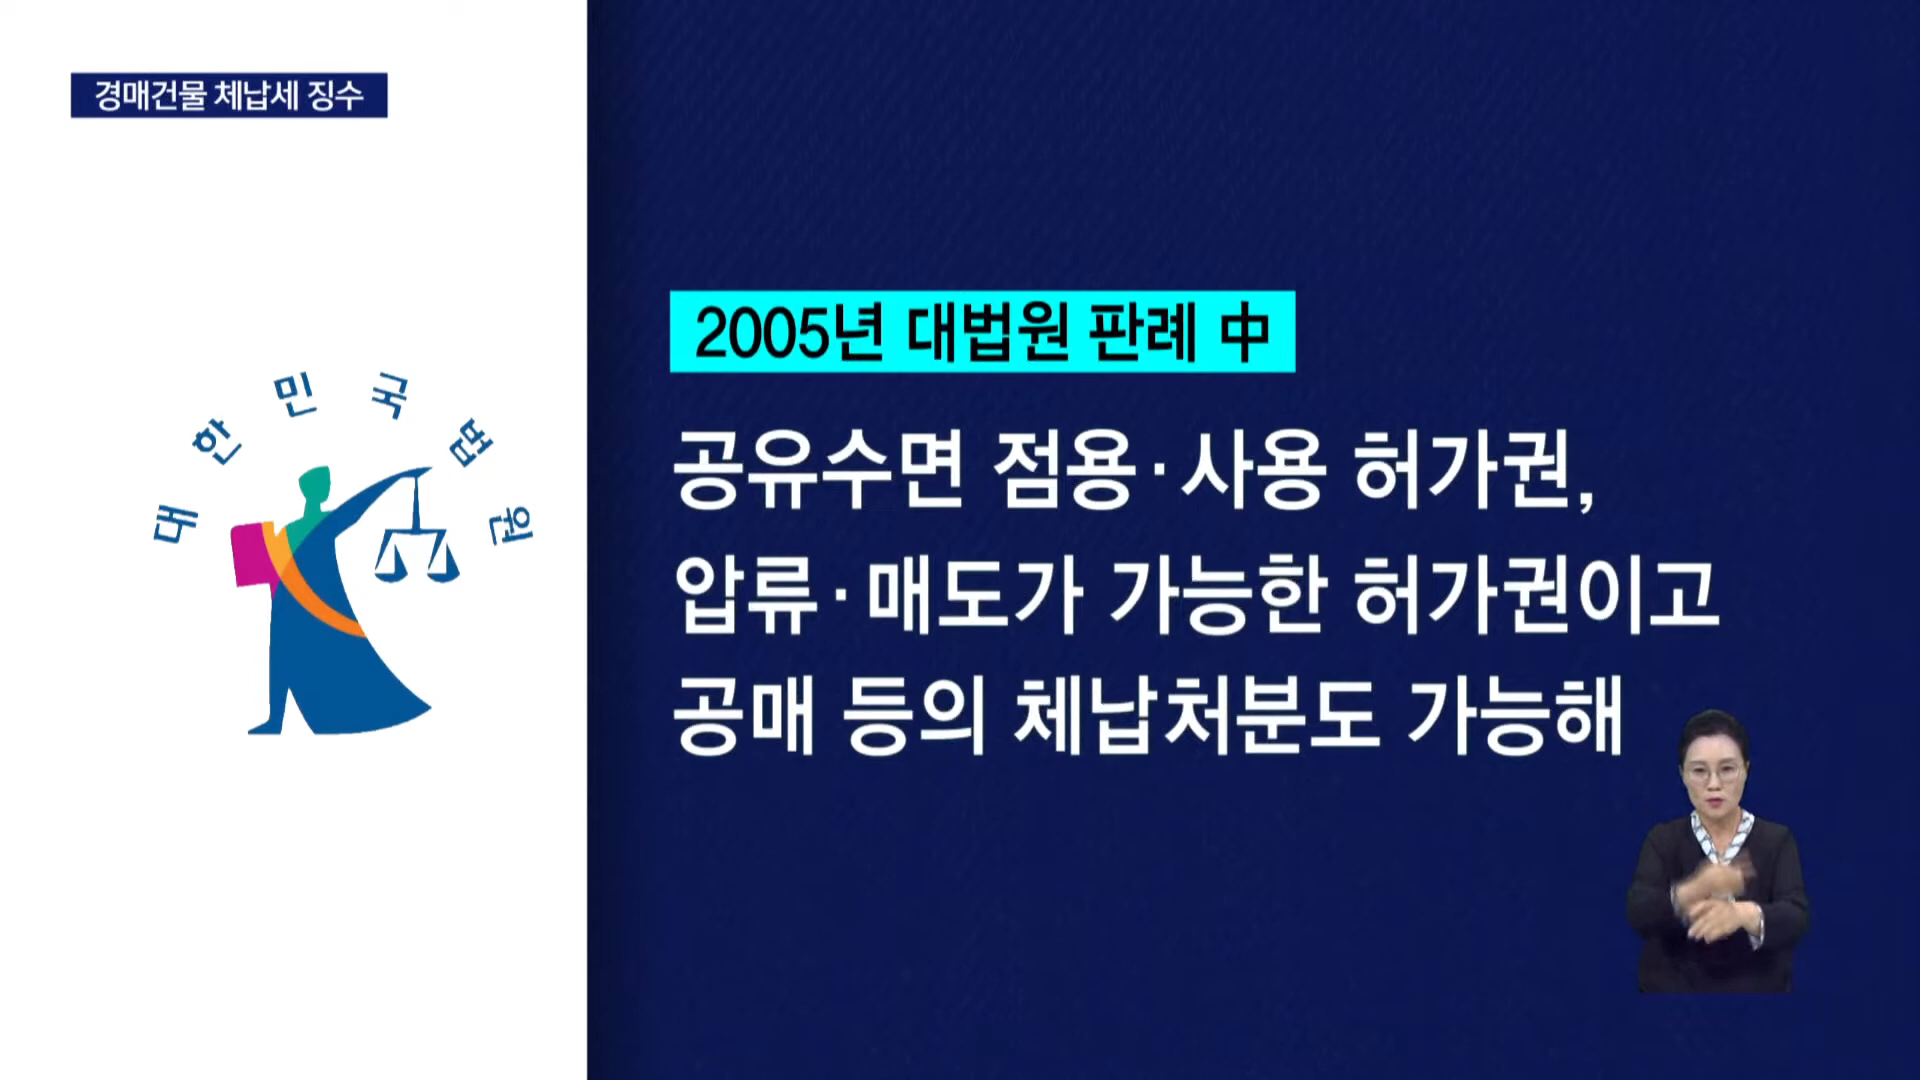 경매건물 체납세 징수
대한민국법원
2005년 대법원 판례 中
공유수면 점용·사용 허가권,
압류·매도가 가능한 허가권이고
공매 등의 체납처분도 가능해